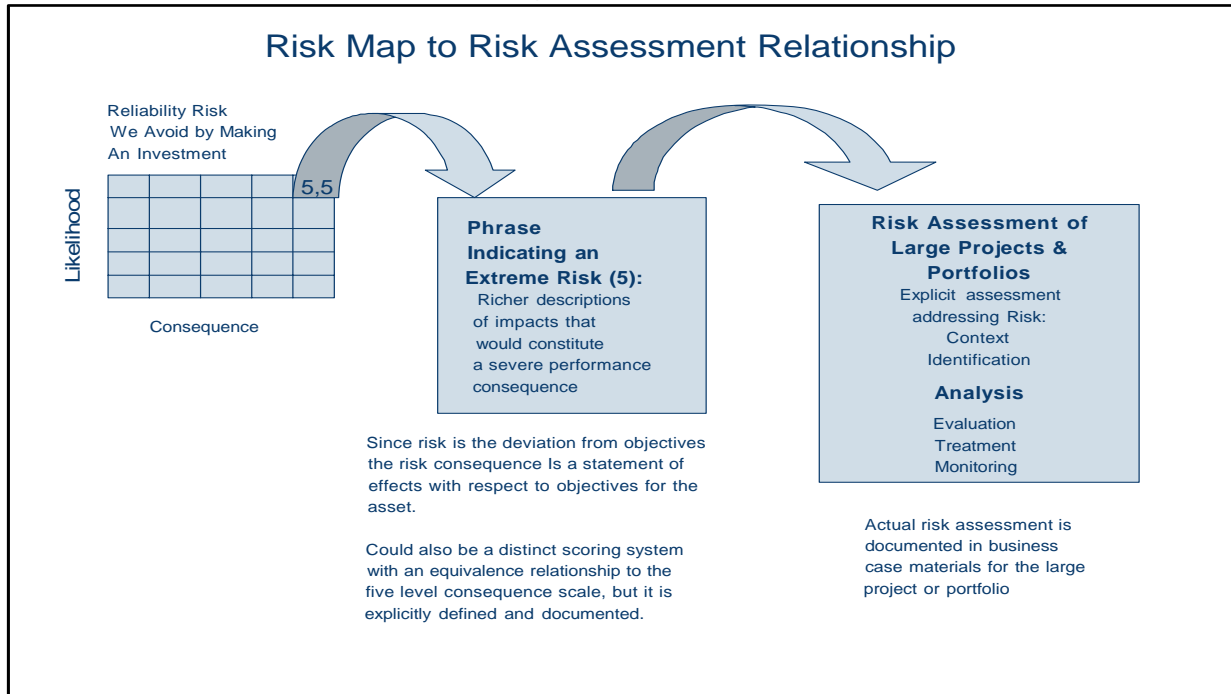 Risk Map to Risk Assessment Relationship
Reliability Risk
We Avoid by Making
An Investment
5,5
Likelihood
Consequence
Phrase
Indicating an
Extreme Risk (5):
Richer descriptions
of impacts that
would constitute
a severe performance
consequence
Since risk is the deviation from objectives
the risk consequence Is a statement of
effects with respect to objectives for the
asset.
Could also be a distinct scoring system
with an equivalence relationship to the
five level consequence scale, but it is
explicitly defined and documented.
Risk Assessment of
Large Projects &
Portfolios
Explicit assessment
addressing Risk:
Context
Identification
Analysis
Evaluation
Treatment
Monitoring
Actual risk assessment is
documented in business
case materials for the large
project or portfolio